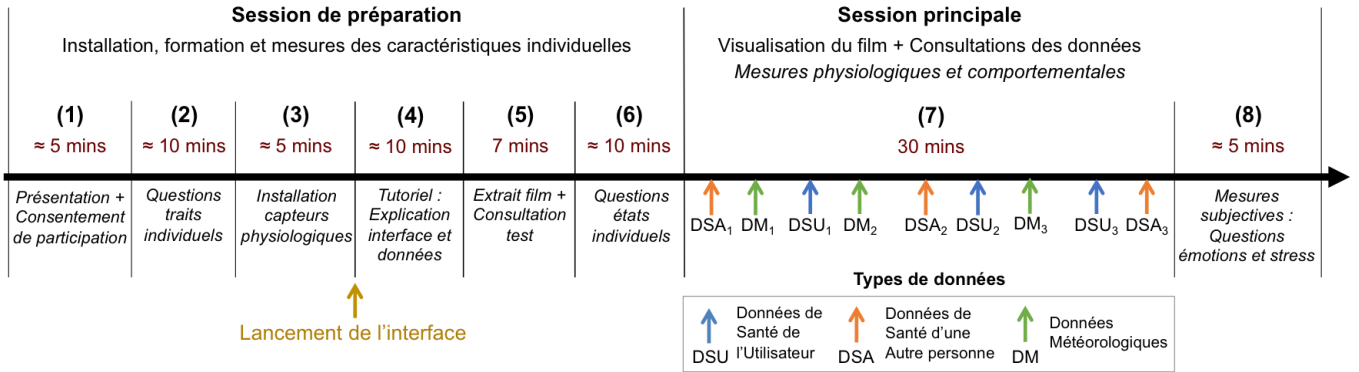 Session de préparation
Installation, formation et mesures des caractéristiques individuelles
Session principale
Visualisation du film + Consultations des données
Mesures physiologiques et comportementales
(1)
≈ 5 mins
Présentation +
Consentement
de participation
(2)
≈ 10 mins
Questions
traits
individuels
(3)
≈ 5 mins
Installation
capteurs
physiologiques
(4)
≈ 10 mins
Tutoriel :
Explication
interface et
données
(5)
7 mins
Extrait film +
Consultation
test
(6)
≈ 10 mins
Questions
états
individuels
(7)
30 mins
DSA₁ DM₁ DSU₁ DM₂ DSA₂ DSU₂ DM₃ DSU₃ DSA₃
(8)
≈ 5 mins
Mesures
subjectives :
Questions
émotions et stress
Lancement de l'interface
Types de données
DSU
Données de
Santé de
l'Utilisateur
DSA
Données de
Santé d'une
Autre personne
DM
Données
Météorologiques